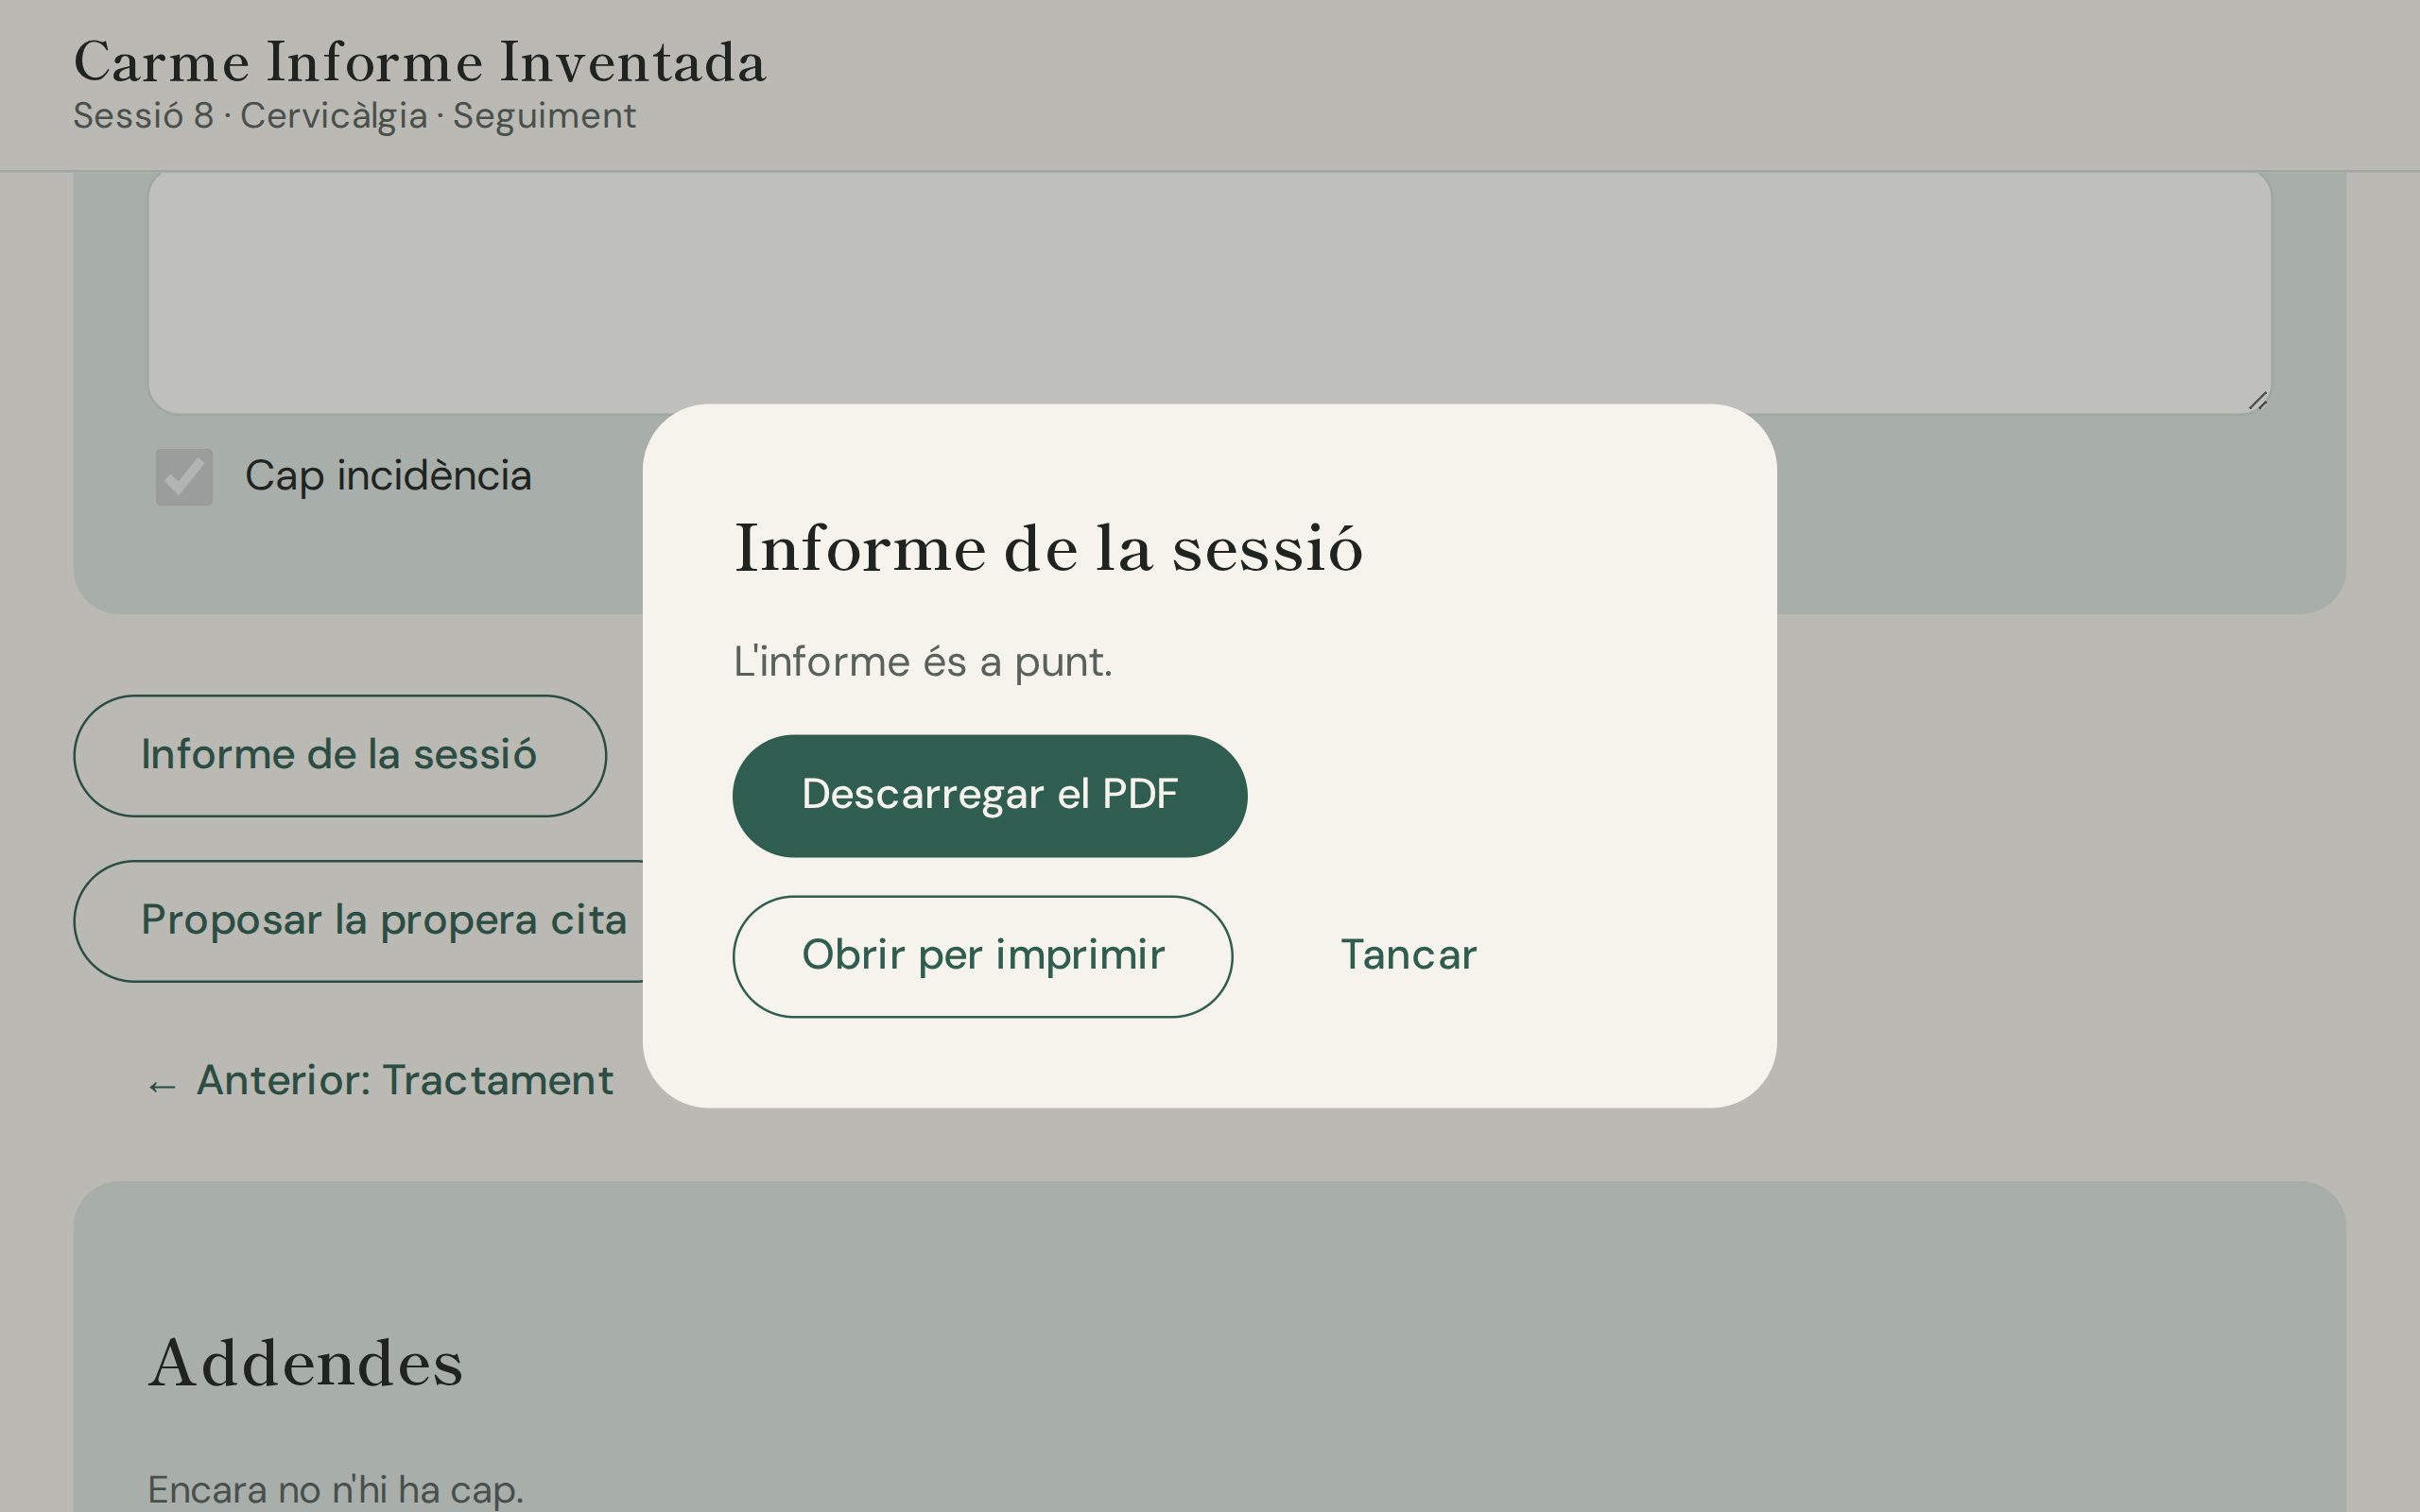 Carme Informe Inventada
Sessió 8 · Cervicàlgia · Seguiment
Cap incidència
Informe de la sessió
L'informe és a punt.
Descarregar el PDF
Obrir per imprimir
Tancar
Informe de la sessió
Proposar la propera cita
← Anterior: Tractament
Addendes
Encara no n'hi ha cap.